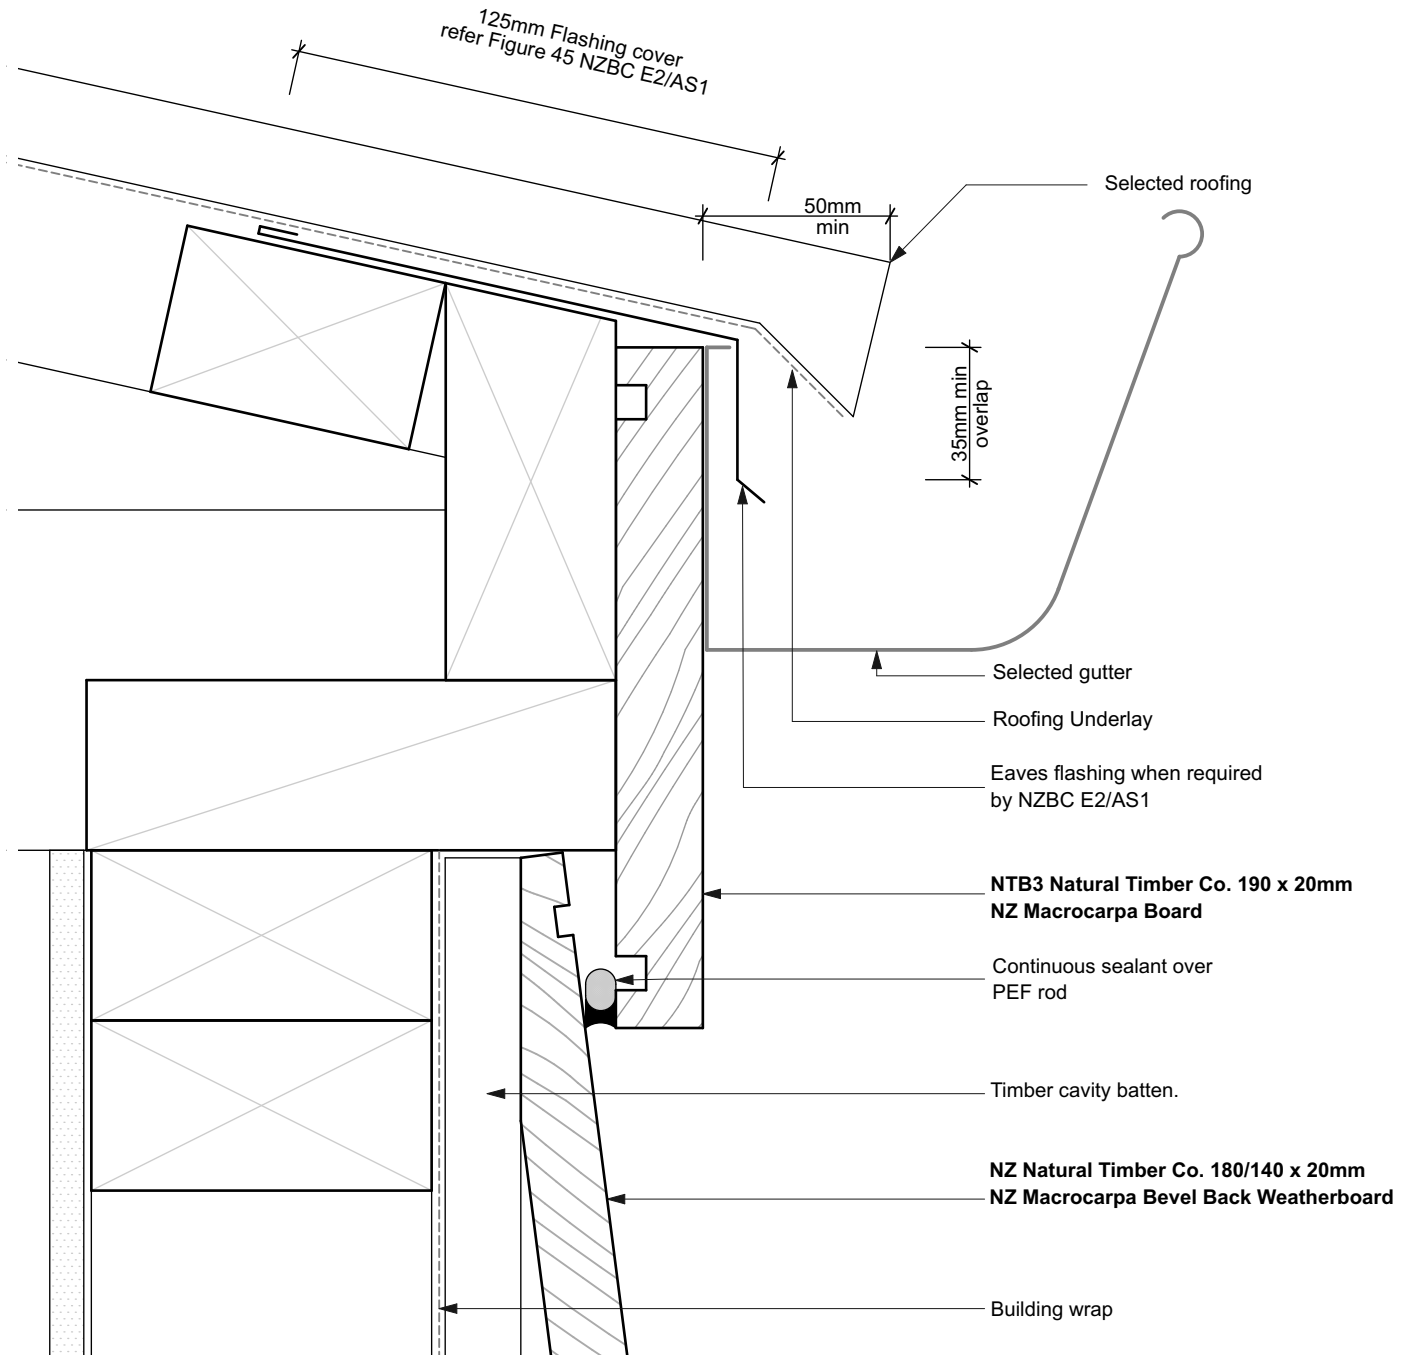 125mm Flashing cover
refer Figure 45 NZBC E2/AS1
Selected roofing
50mm
min
35mm min
overlap
Selected gutter
Roofing Underlay
Eaves flashing when required
by NZBC E2/AS1
NTB3 Natural Timber Co. 190 x 20mm
NZ Macrocarpa Board
Continuous sealant over
PEF rod
Timber cavity batten.
NZ Natural Timber Co. 180/140 x 20mm
NZ Macrocarpa Bevel Back Weatherboard
Building wrap